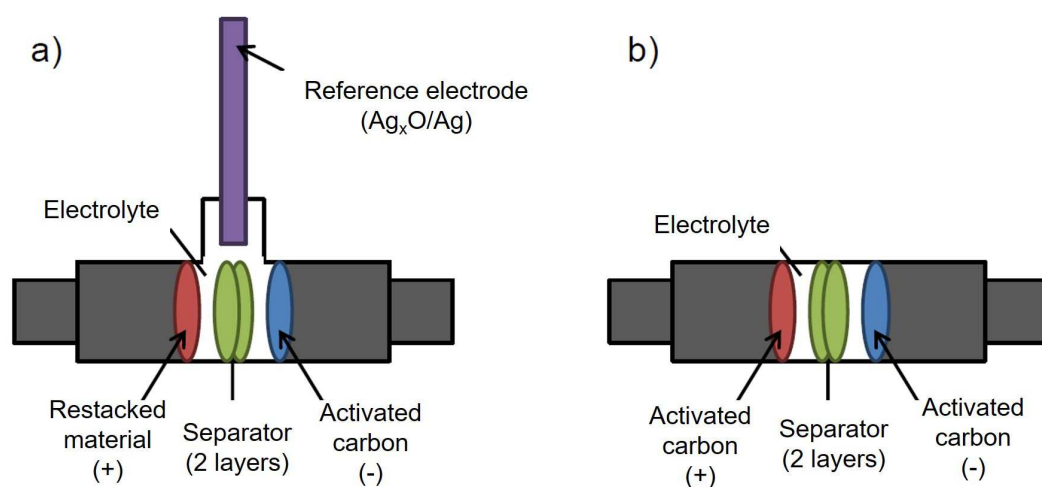 a)
Reference electrode
(AgₓO/Ag)
Electrolyte
Restacked
material
(+)
Separator
(2 layers)
Activated
carbon
(-)
b)
Electrolyte
Activated
carbon
(+)
Separator
(2 layers)
Activated
carbon
(-)